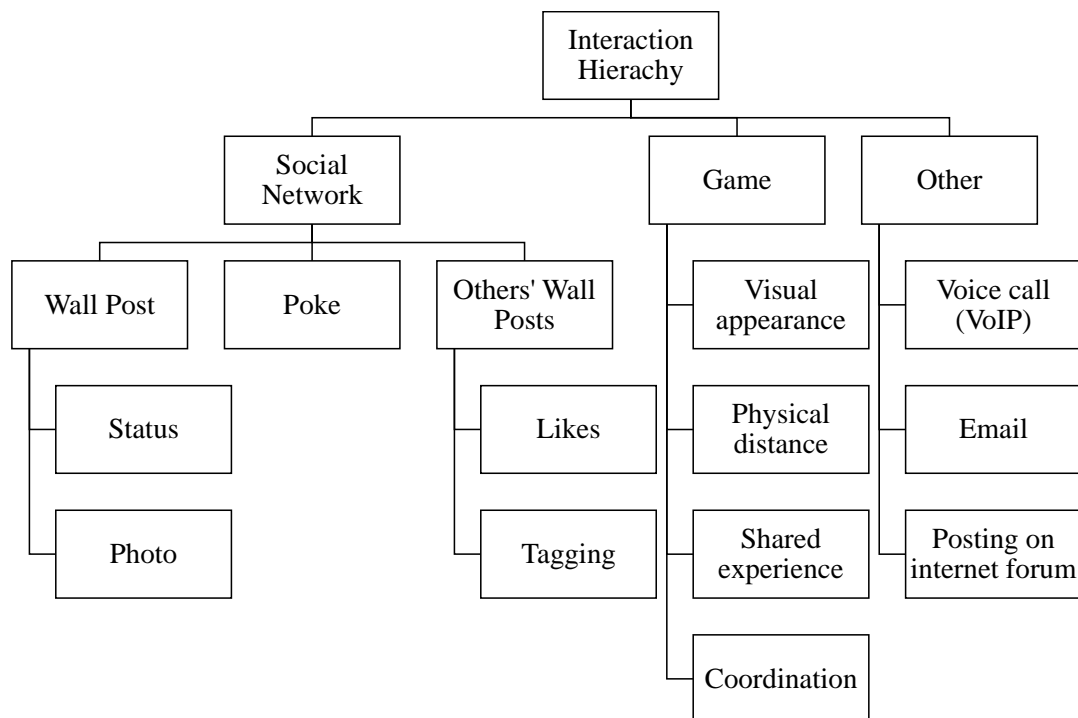 Interaction
Hierachy
Social
Network
Game
Other
Wall Post
Poke
Others' Wall
Posts
Visual
appearance
Voice call
(VoIP)
Status
Likes
Physical
distance
Email
Photo
Tagging
Shared
experience
Posting on
internet forum
Coordination